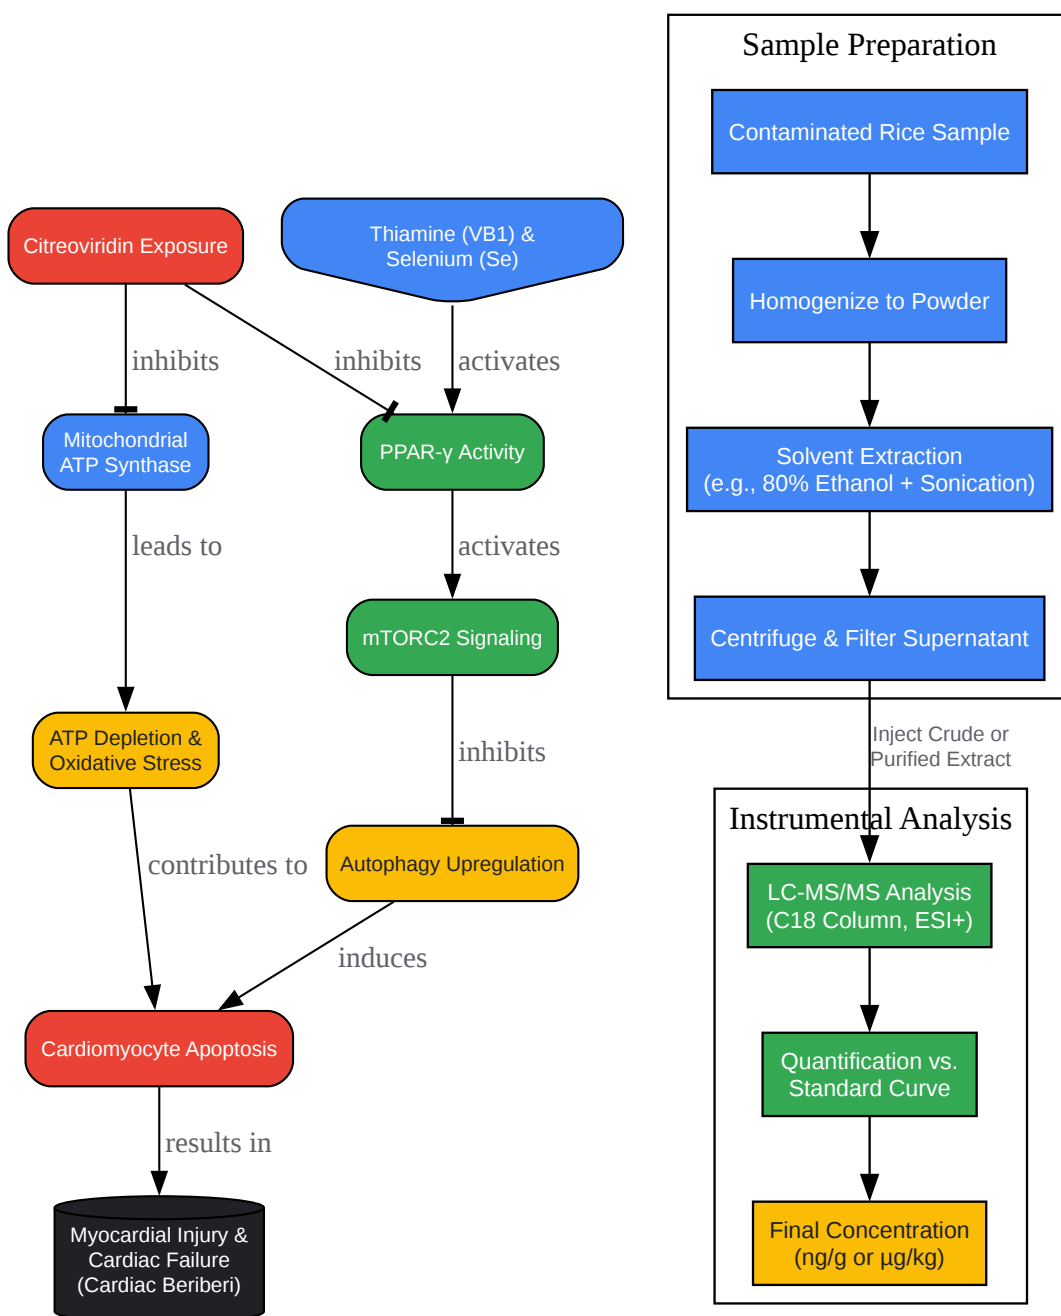 Citreoviridin Exposure
Thiamine (VB1) &
Selenium (Se)
inhibits
inhibits
activates
Mitochondrial
ATP Synthase
PPAR-γ Activity
leads to
activates
mTORC2 Signaling
ATP Depletion &
Oxidative Stress
inhibits
contributes to
Autophagy Upregulation
induces
Cardiomyocyte Apoptosis
results in
Myocardial Injury &
Cardiac Failure
(Cardiac Beriberi)
Sample Preparation
Contaminated Rice Sample
Homogenize to Powder
Solvent Extraction
(e.g., 80% Ethanol + Sonication)
Centrifuge & Filter Supernatant
Inject Crude or
Purified Extract
Instrumental Analysis
LC-MS/MS Analysis
(C18 Column, ESI+)
Quantification vs.
Standard Curve
Final Concentration
(ng/g or µg/kg)